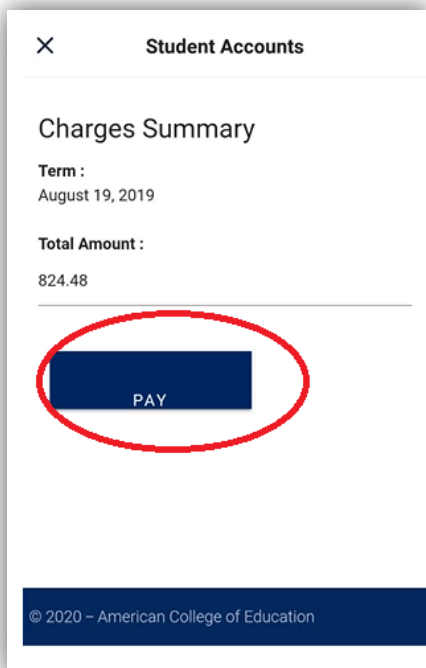 Student Accounts
Charges Summary
Term :
August 19, 2019
Total Amount :
824.48
PAY
© 2020 – American College of Education